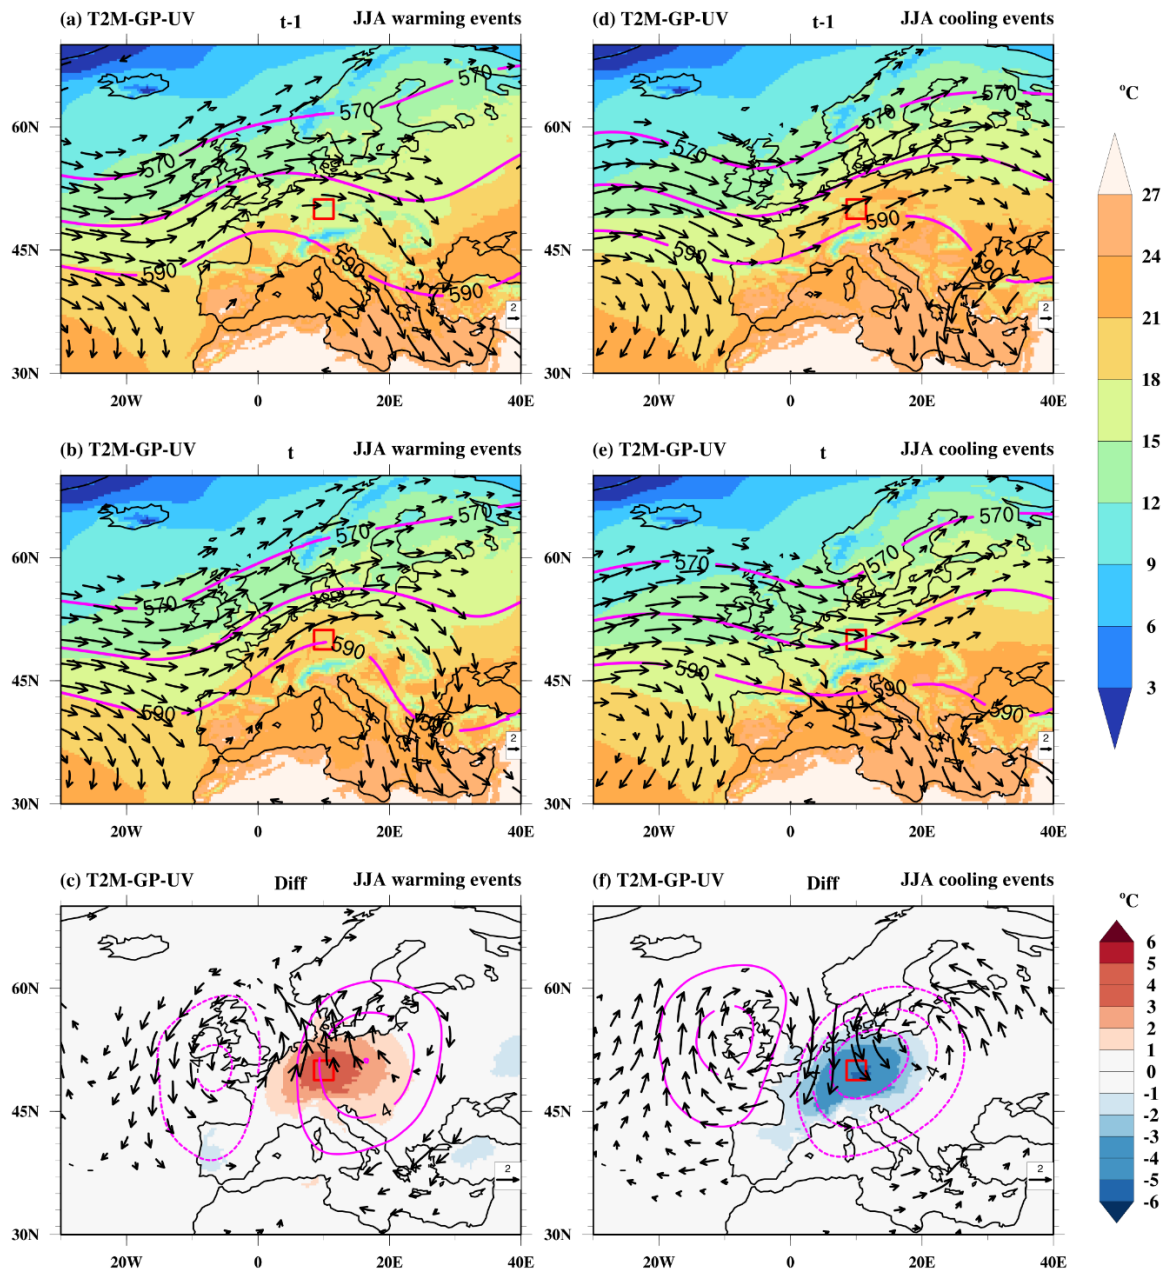 (a) T2M-GP-UV t-1 JJA warming events
570
570
590
590
2
60N
45N
30N
20W 0 20E 40E
(d) T2M-GP-UV t-1 JJA cooling events
570
570
590
590
590
2
60N
45N
30N
20W 0 20E 40E
(b) T2M-GP-UV t JJA warming events
570
570
590
590
590
2
60N
45N
30N
20W 0 20E 40E
(e) T2M-GP-UV t JJA cooling events
570
570
570
590
590
590
2
60N
45N
30N
20W 0 20E 40E
ºC
27
24
21
18
15
12
9
6
3
(c) T2M-GP-UV Diff JJA warming events
4
4
2
60N
45N
30N
20W 0 20E 40E
(f) T2M-GP-UV Diff JJA cooling events
4
4
2
60N
45N
30N
20W 0 20E 40E
ºC
6
5
4
3
2
1
0
-1
-2
-3
-4
-5
-6